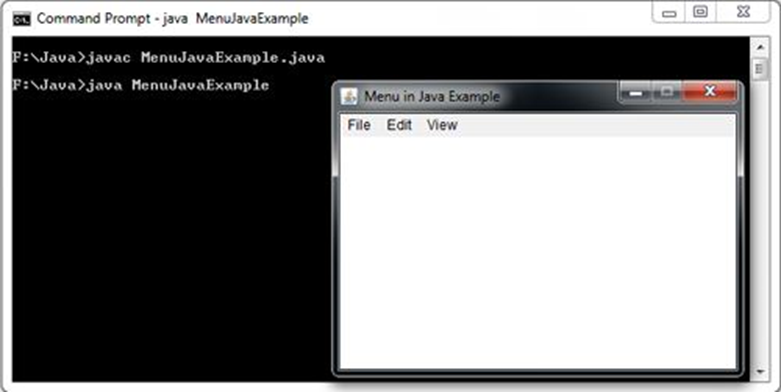 Command Prompt - java  MenuJavaExample
F:\Java>javac MenuJavaExample.java
F:\Java>java MenuJavaExample
Menu in Java Example
File Edit View